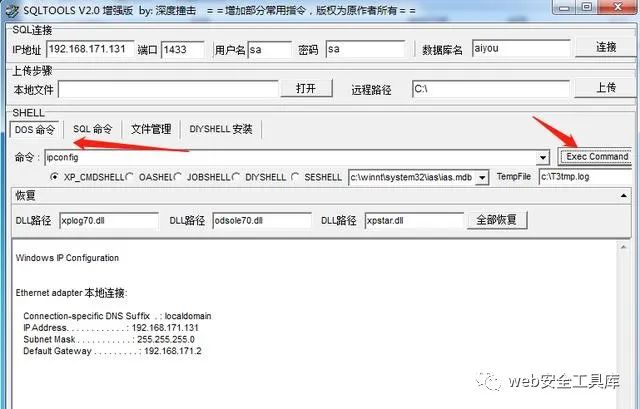 SQLTOOLS V2.0 增强版 by: 深度撞击 ==增加部分常用指令，版权为原作者所有==
SQL连接
IP地址 192.168.171.131 端口 1433 用户名 sa 密码 sa 数据库名 aiyou 连接
上传步骤
本地文件 打开 远程路径 C:\ 上传
SHELL
DOS 命令 SQL 命令 文件管理 DIYSHELL 安装
命令： ipconfig Exec Command
XP_CMDSHELL OASHEL JOBSHELL DIYSHELL SESHELL c:\winnt\system32\ias\ias.mdb TempFile c:\T3tmp.log
恢复
DLL路径 xplog70.dll DLL路径 odsole70.dll DLL路径 xpstar.dll 全部恢复
Windows IP Configuration
Ethernet adapter 本地连接:
Connection-specific DNS Suffix . : localdomain
IP Address. . . . . . . . . . . . : 192.168.171.131
Subnet Mask . . . . . . . . . . . : 255.255.255.0
Default Gateway . . . . . . . . . : 192.168.171.2
web安全工具库